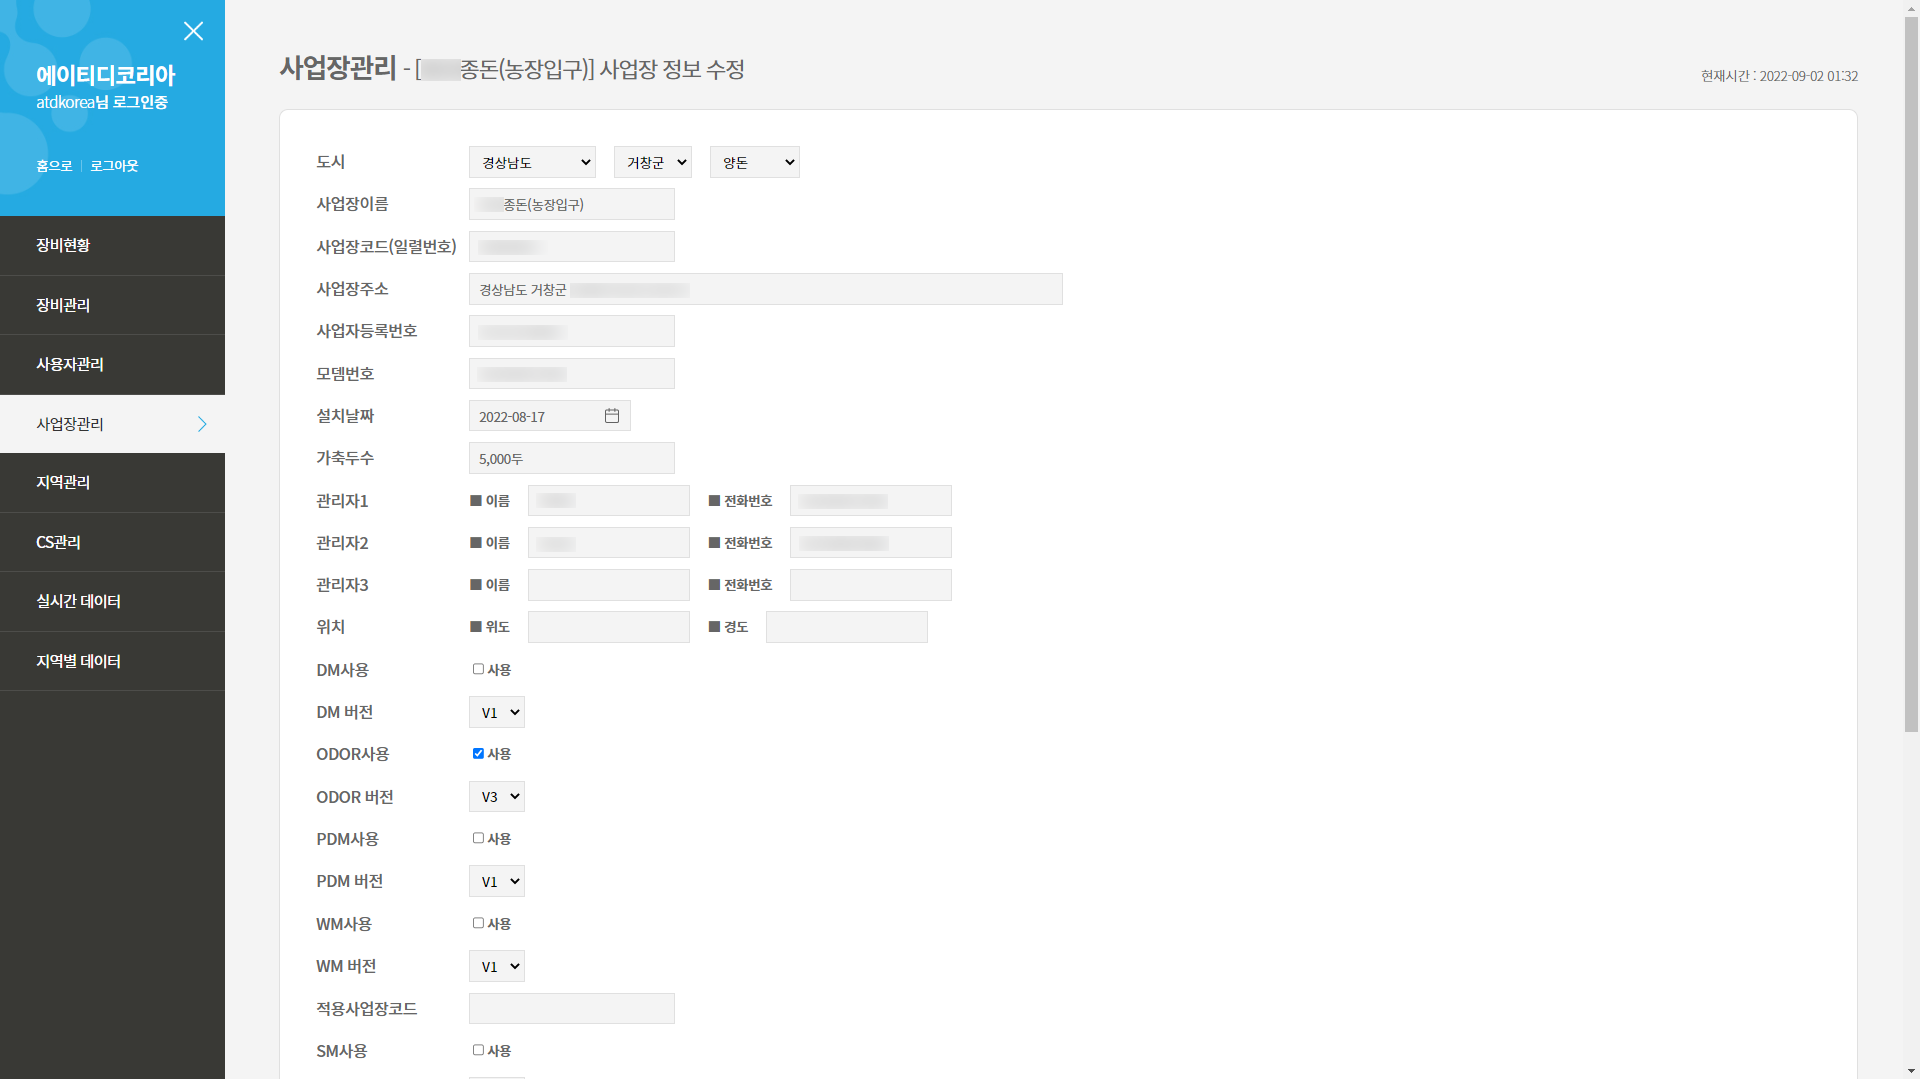 에이티디코리아
atdkorea님 로그인중
홈으로 로그아웃
장비현황
장비관리
사용자관리
사업장관리
지역관리
CS관리
실시간 데이터
지역별 데이터
사업장관리 - [종돈(농장입구)] 사업장 정보 수정
현재시간 : 2022-09-02 01:32
도시 경상남도 거창군 양돈
사업장이름 종돈(농장입구)
사업장코드(일렬번호)
사업장주소 경상남도 거창군
사업자등록번호
모뎀번호
설치날짜 2022-08-17
가축두수 5,000두
관리자1 ■ 이름 ■ 전화번호
관리자2 ■ 이름 ■ 전화번호
관리자3 ■ 이름 ■ 전화번호
위치 ■ 위도 ■ 경도
DM사용 사용
DM 버전 V1
ODOR사용 사용
ODOR 버전 V3
PDM사용 사용
PDM 버전 V1
WM사용 사용
WM 버전 V1
적용사업장코드
SM사용 사용